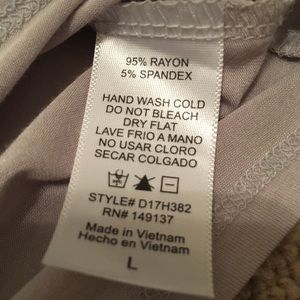 95% RAYON
5% SPANDEX
HAND WASH COLD
DO NOT BLEACH
DRY FLAT
LAVE FRIO A MANO
NO USAR CLORO
SECAR COLGADO
STYLE# D17H382
RN# 149137
Made in Vietnam
Hecho en Vietnam
L